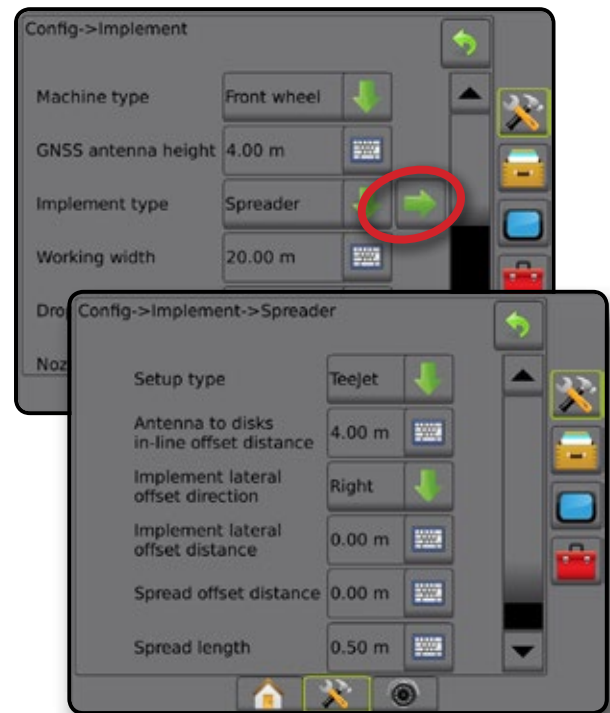 Config->Implement
Machine type Front wheel
GNSS antenna height 4.00 m
Implement type Spreader
Working width 20.00 m
Dro
Noz
Config->Implement->Spreader
Setup type TeeJet
Antenna to disks
in-line offset distance 4.00 m
Implement lateral
offset direction Right
Implement lateral
offset distance 0.00 m
Spread offset distance 0.00 m
Spread length 0.50 m